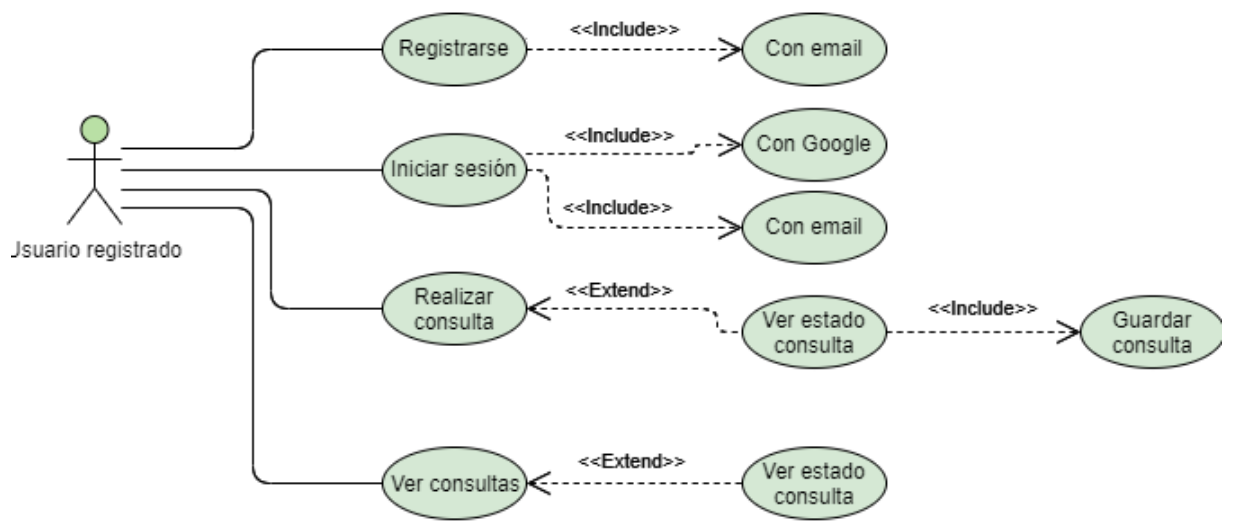 <<Include>>
Registrarse
Con email
<<Include>>
Con Google
Iniciar sesión
<<Include>>
Con email
Usuario registrado
<<Extend>>
Realizar
consulta
Ver estado
consulta
<<Include>>
Guardar
consulta
<<Extend>>
Ver consultas
Ver estado
consulta